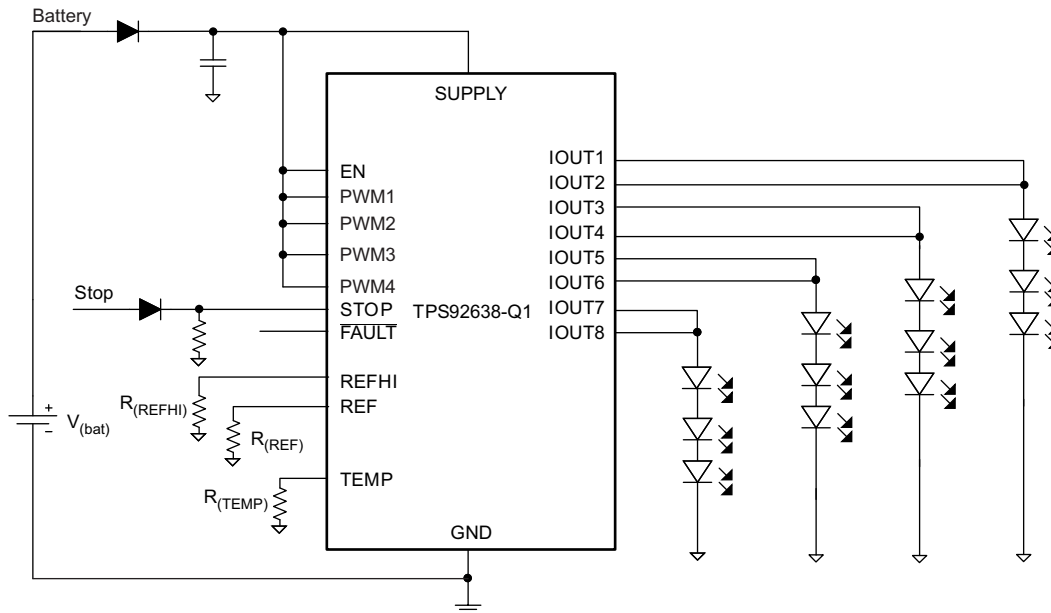 Battery
SUPPLY
EN
PWM1
PWM2
PWM3
PWM4
Stop
STOP
FAULT
TPS92638-Q1
IOUT1
IOUT2
IOUT3
IOUT4
IOUT5
IOUT6
IOUT7
IOUT8
REFHI
R(REFHI)
REF
R(REF)
+
V(bat)
−
TEMP
R(TEMP)
GND